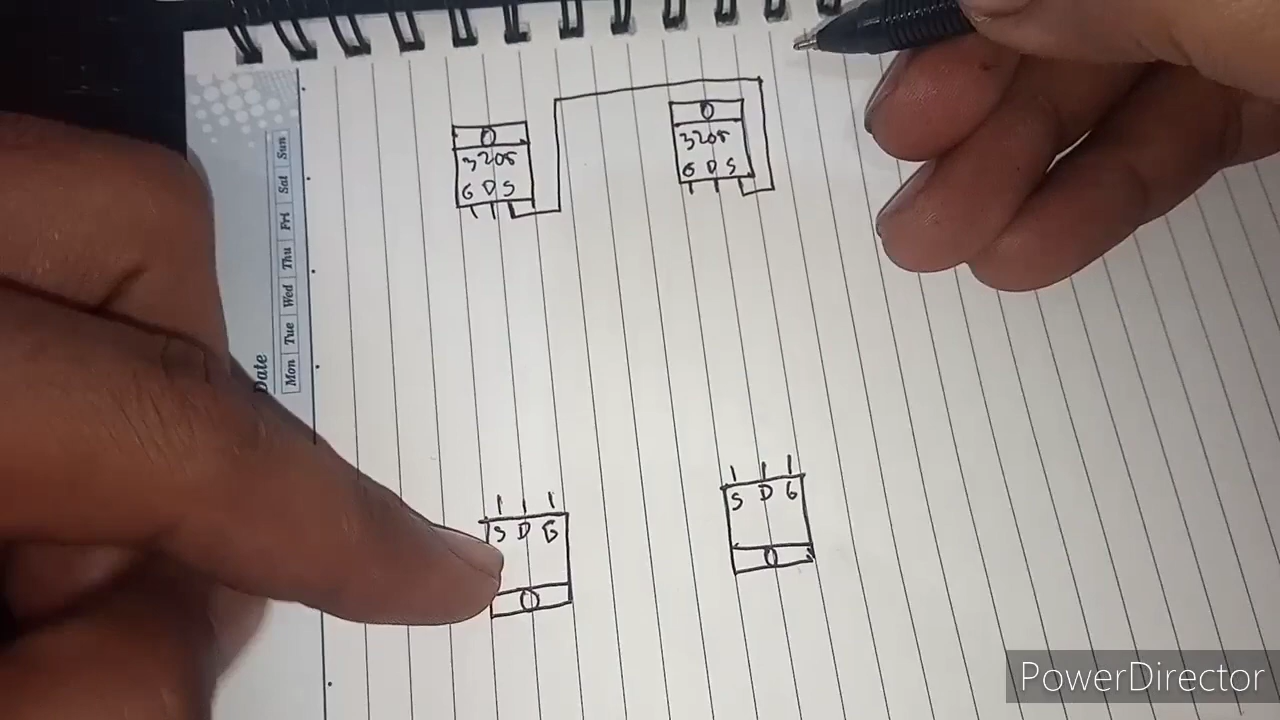 Date
Mon Tue Wed Thu Fri Sat Sun
3205
G D S
3205
G D S
S D G
S D G
PowerDirector